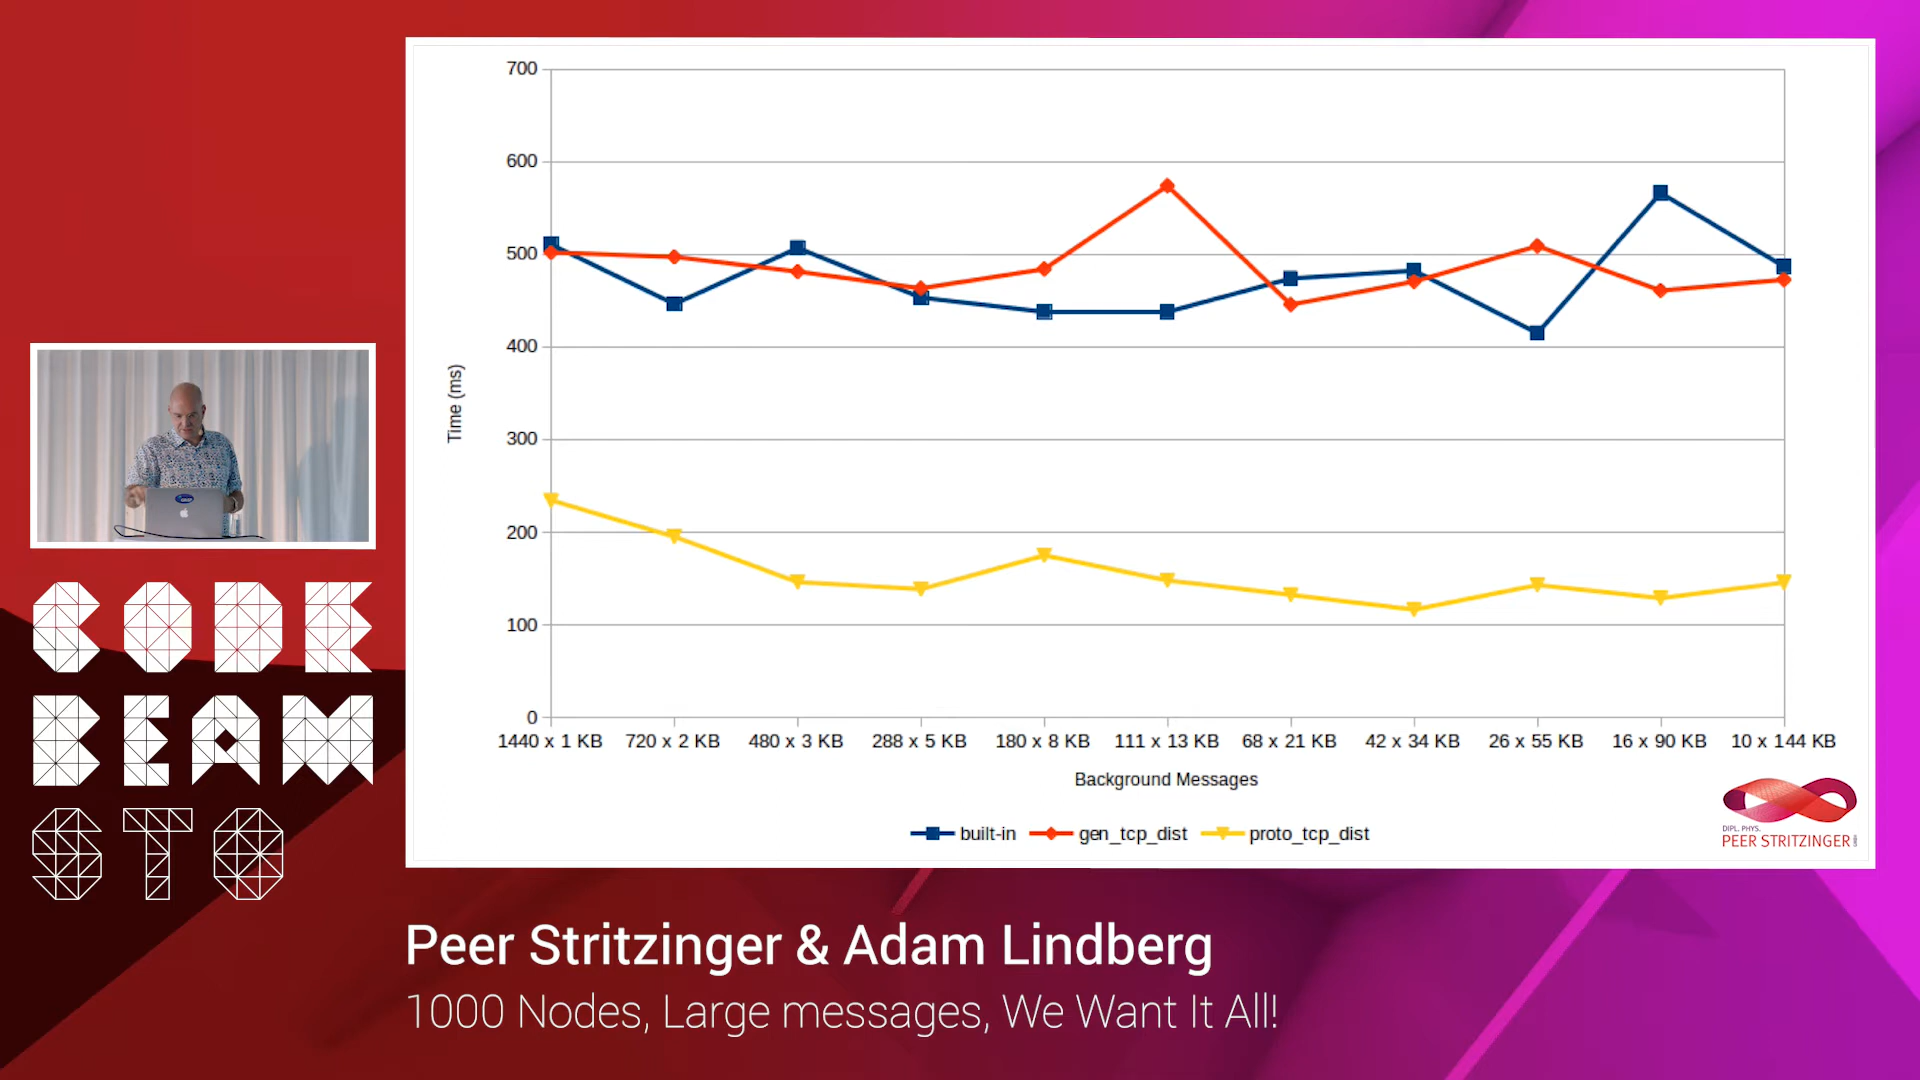 700
600
500
400
300
200
100
0
Time (ms)
1440 x 1 KB 720 x 2 KB 480 x 3 KB 288 x 5 KB 180 x 8 KB 111 x 13 KB 68 x 21 KB 42 x 34 KB 26 x 55 KB 16 x 90 KB 10 x 144 KB
Background Messages
built-in gen_tcp_dist proto_tcp_dist
DIPL. PHYS.
PEER STRITZINGER
CODE
BEAM
STO
Peer Stritzinger & Adam Lindberg
1000 Nodes, Large messages, We Want It All!